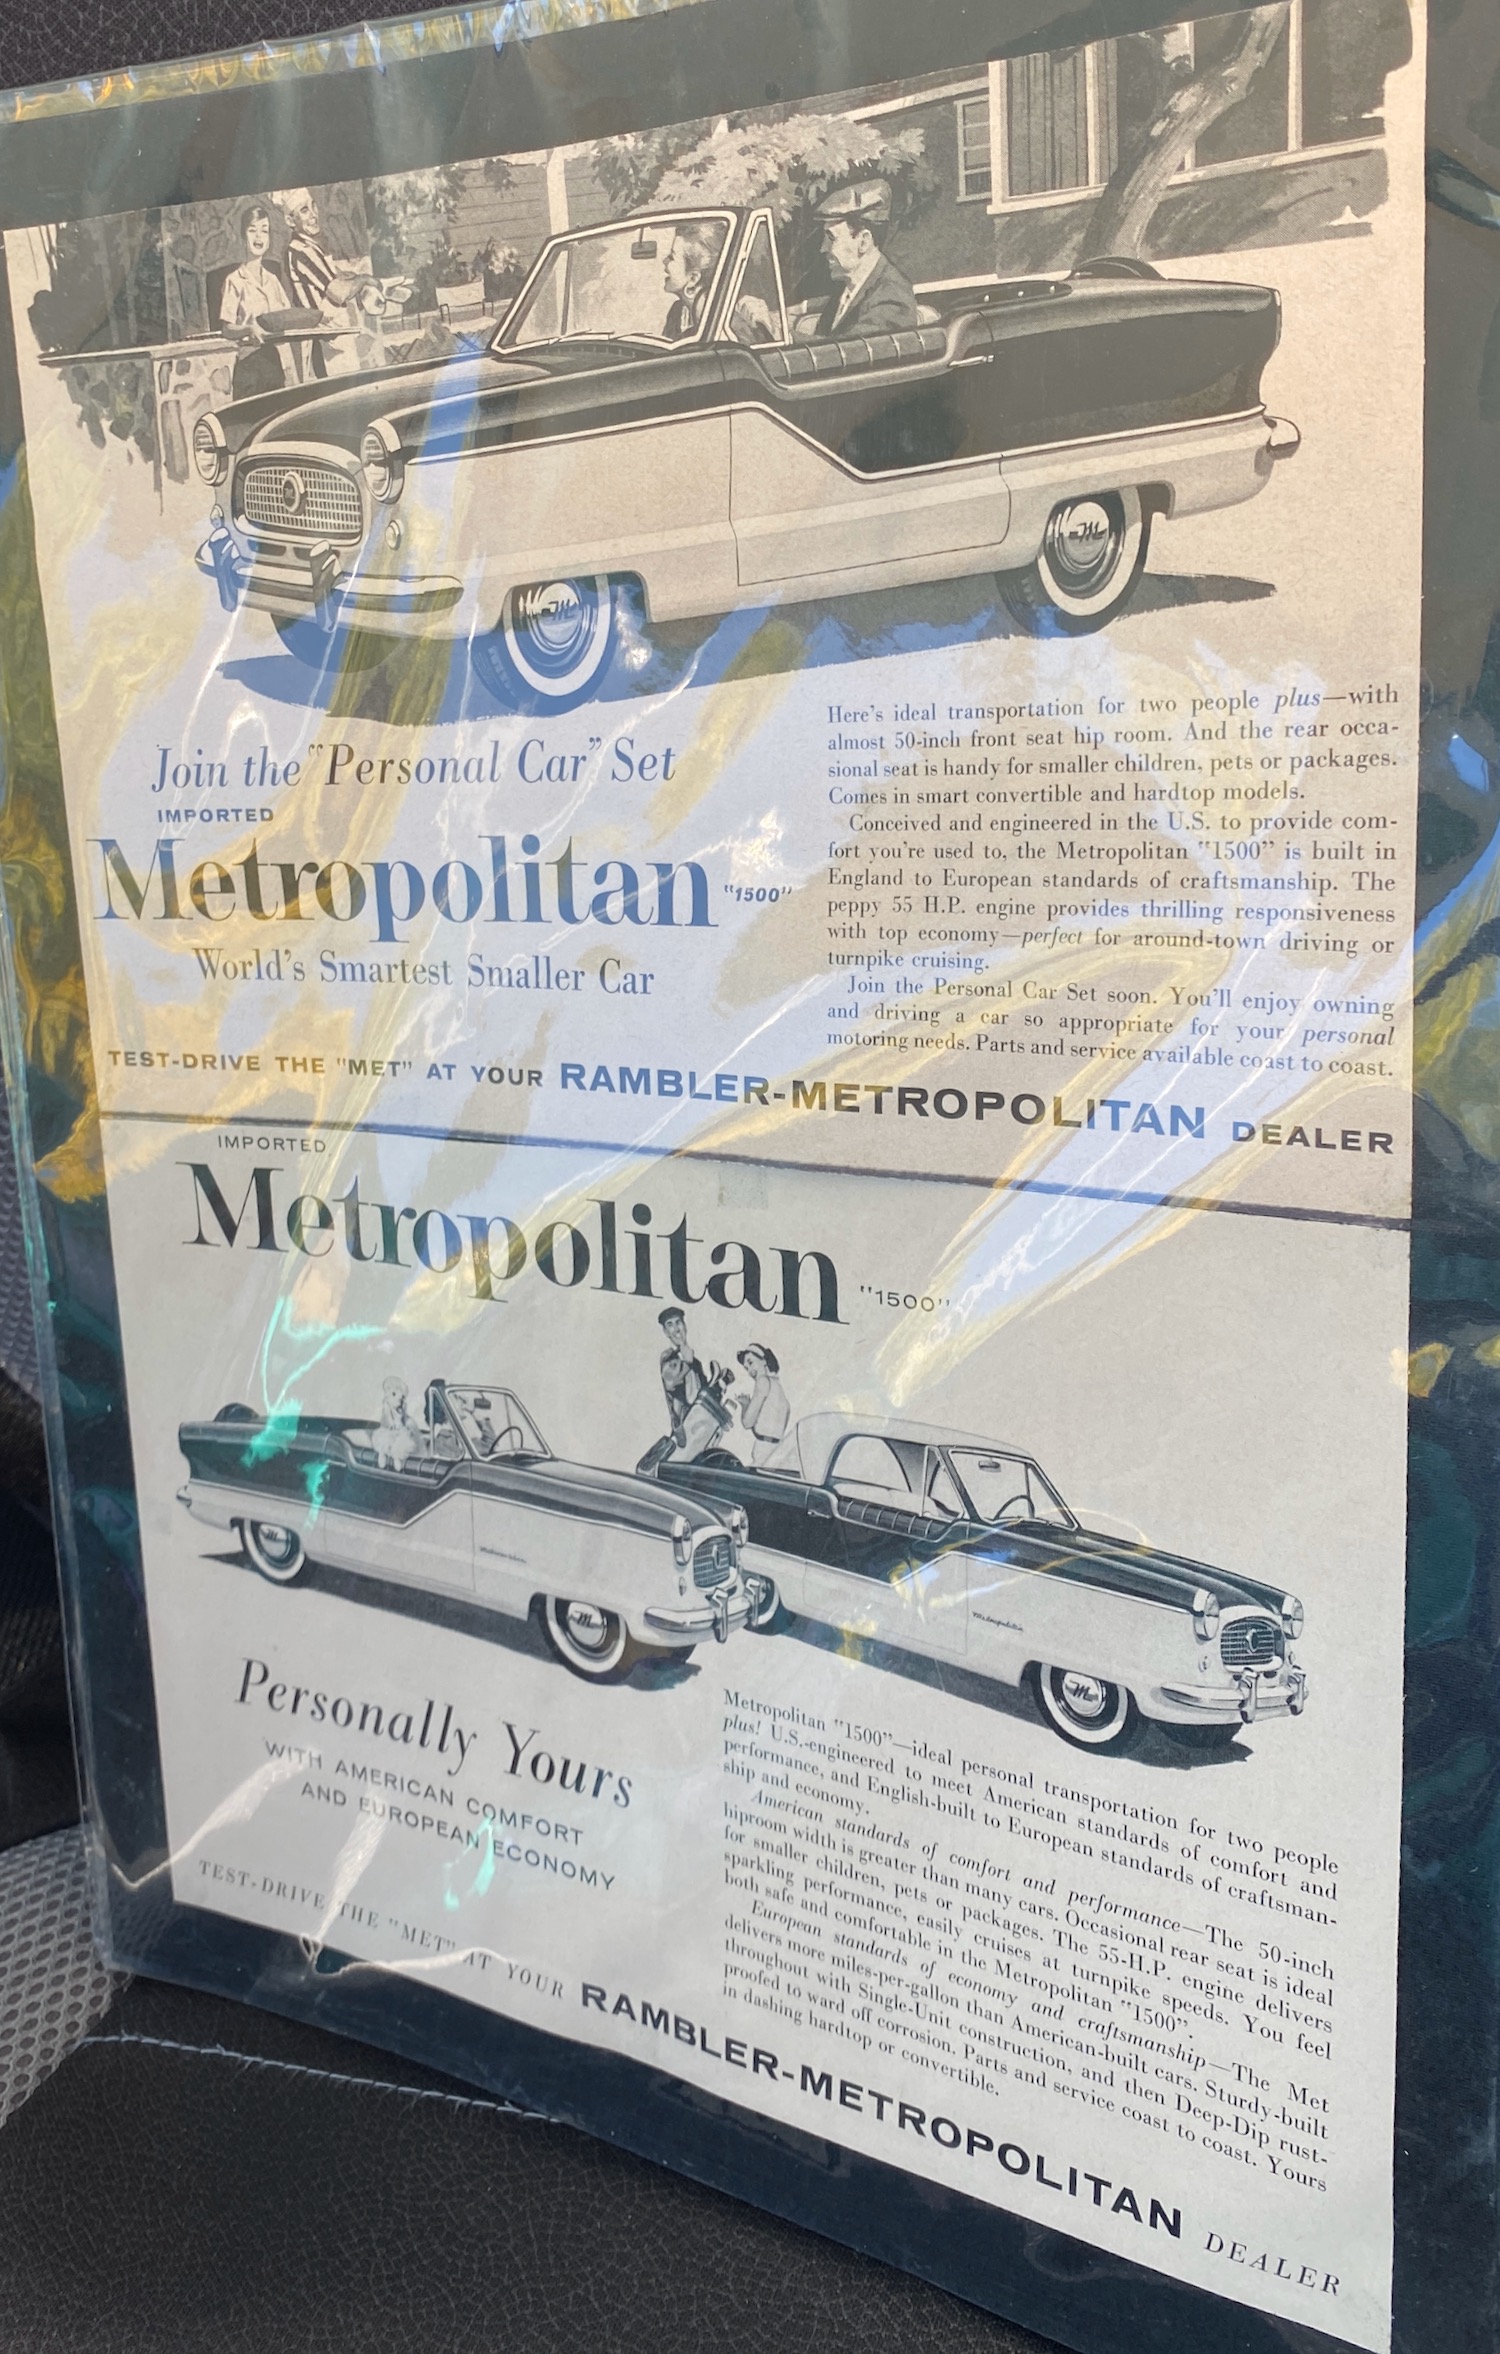 Join the "Personal Car" Set
IMPORTED
Metropolitan "1500"
World's Smartest Smaller Car
Here's ideal transportation for two people plus—with
almost 50-inch front seat hip room. And the rear occa-
sional seat is handy for smaller children, pets or packages.
Comes in smart convertible and hardtop models.
Conceived and engineered in the U.S. to provide com-
fort you're used to, the Metropolitan "1500" is built in
England to European standards of craftsmanship. The
peppy 55 H.P. engine provides thrilling responsiveness
with top economy—perfect for around-town driving or
turnpike cruising.
Join the Personal Car Set soon. You'll enjoy owning
and driving a car so appropriate for your personal
motoring needs. Parts and service available coast to coast.
TEST-DRIVE THE "MET" AT YOUR RAMBLER-METROPOLITAN DEALER
IMPORTED
Metropolitan "1500"
Metropolitan
Personally Yours
WITH AMERICAN COMFORT
AND EUROPEAN ECONOMY
Metropolitan "1500"—ideal personal transportation for two people
plus! U.S.-engineered to meet American standards of comfort and
performance, and English-built to European standards of craftsman-
ship and economy.
American standards of comfort and performance—The 50-inch
hiproom width is greater than many cars. Occasional rear seat is ideal
for smaller children, pets or packages. The 55-H.P. engine delivers
sparkling performance, easily cruises at turnpike speeds. You feel
both safe and comfortable in the Metropolitan "1500".
European standards of economy and craftsmanship—The Met
delivers more miles-per-gallon than American-built cars. Sturdy-built
throughout with Single-Unit construction, and then Deep-Dip rust-
proofed to ward off corrosion. Parts and service coast to coast. Yours
in dashing hardtop or convertible.
TEST-DRIVE THE "MET" AT YOUR RAMBLER-METROPOLITAN DEALER